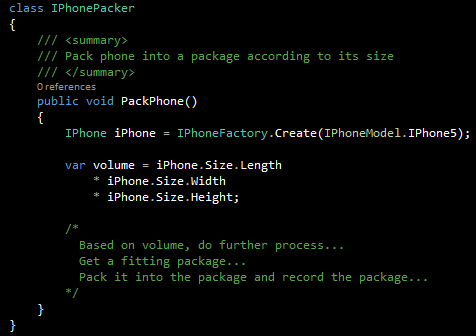 class IPhonePacker
{
/// <summary>
/// Pack phone into a package according to its size
/// </summary>
0 references
public void PackPhone()
{
IPhone iPhone = IPhoneFactory.Create(IPhoneModel.IPhone5);
var volume = iPhone.Size.Length
* iPhone.Size.Width
* iPhone.Size.Height;
/*
Based on volume, do further process...
Get a fitting package...
Pack it into the package and record the package...
*/
}
}